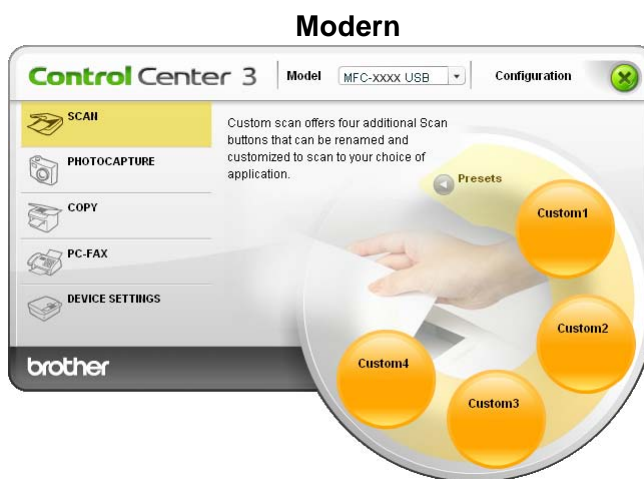 Modern
Control Center 3
Model
MFC-XXXX USB
Configuration
SCAN
PHOTOCAPTURE
COPY
PC-FAX
DEVICE SETTINGS
Custom scan offers four additional Scan
buttons that can be renamed and
customized to scan to your choice of
application.
Presets
Custom1
Custom2
Custom3
Custom4
brother